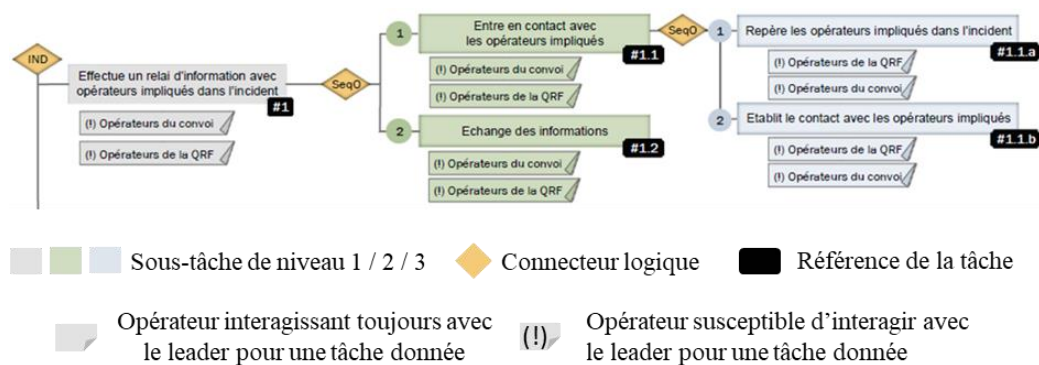 IND
Effectue un relai d'information avec
opérateurs impliqués dans l'incident
#1
(!) Opérateurs du convoi
(!) Opérateurs de la QRF
SeqO
1
Entre en contact avec
les opérateurs impliqués
#1.1
(!) Opérateurs du convoi
(!) Opérateurs de la QRF
2
Echange des informations
#1.2
(!) Opérateurs du convoi
(!) Opérateurs de la QRF
SeqO
1
Repère les opérateurs impliqués dans l'incident
#1.1.a
(!) Opérateurs de la QRF
(!) Opérateurs du convoi
2
Etablit le contact avec les opérateurs impliqués
#1.1.b
(!) Opérateurs de la QRF
(!) Opérateurs du convoi
Sous-tâche de niveau 1 / 2 / 3
Connecteur logique
Référence de la tâche
Opérateur interagissant toujours avec
le leader pour une tâche donnée
(!)
Opérateur susceptible d'interagir avec
le leader pour une tâche donnée